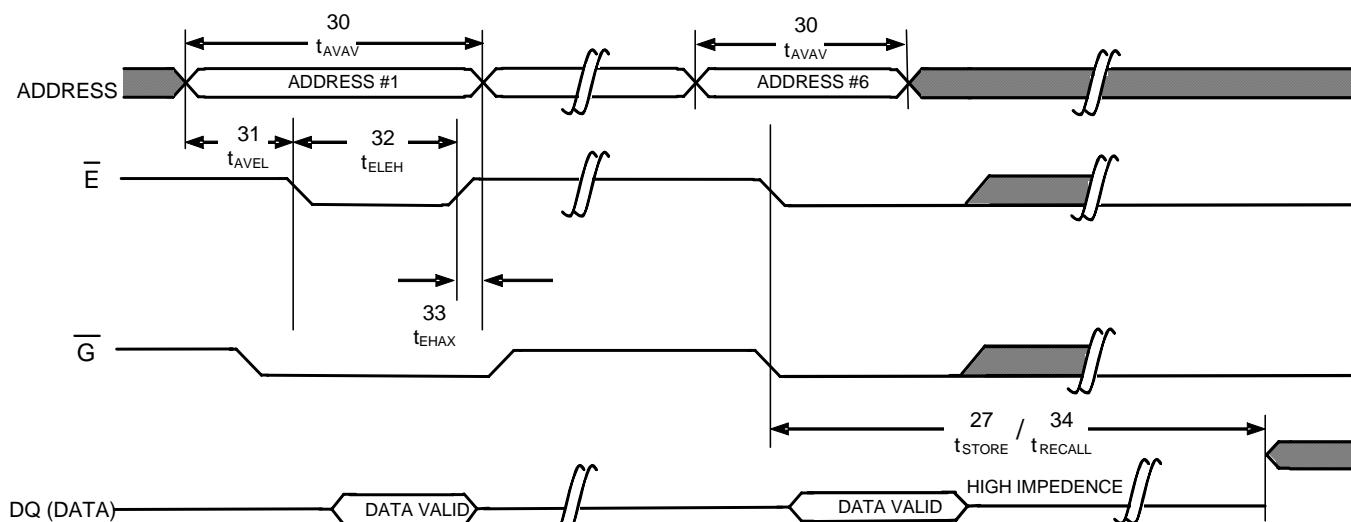 30
tAVAV
30
tAVAV
ADDRESS
ADDRESS #1
ADDRESS #6
31
tAVEL
32
tELEH
E
33
tEHAX
G
27 / 34
tSTORE tRECALL
HIGH IMPEDENCE
DQ (DATA)
DATA VALID
DATA VALID